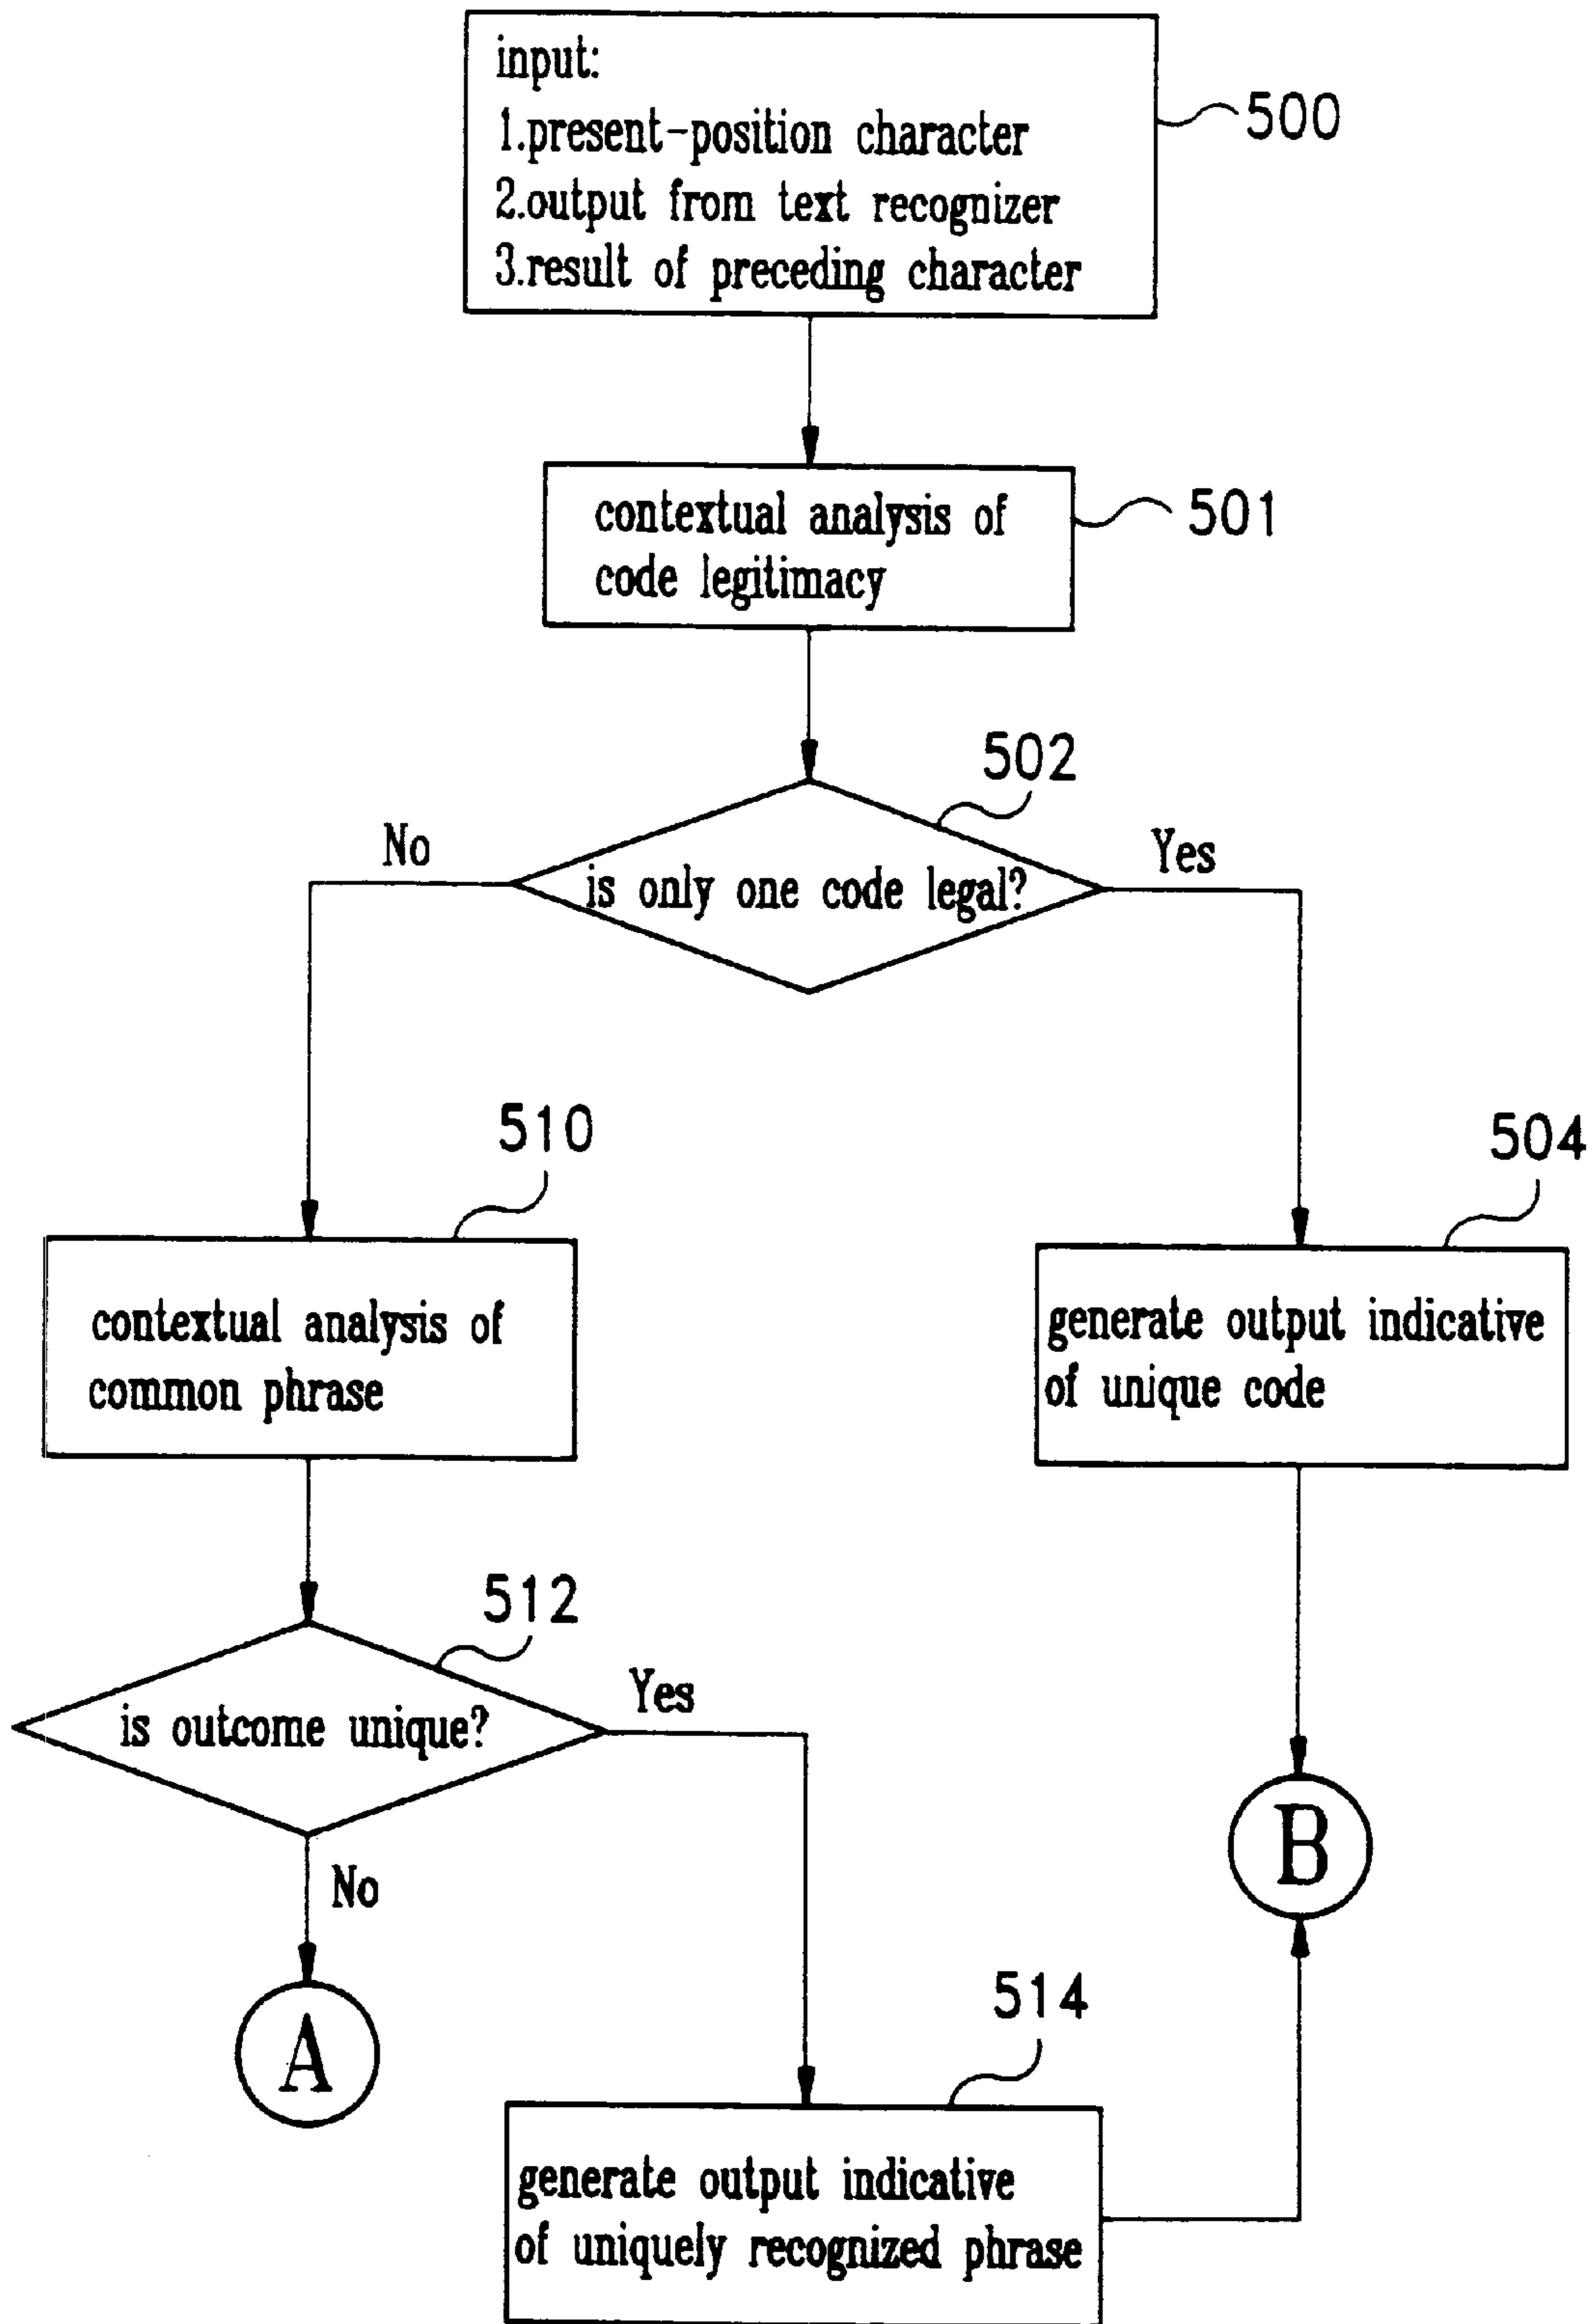 input:
1.present-position character
2.output from text recognizer
3.result of preceding character
500
contextual analysis of
code legitimacy
501
502
No
Yes
is only one code legal?
510
504
contextual analysis of
common phrase
generate output indicative
of unique code
512
Yes
is outcome unique?
B
No
514
A
generate output indicative
of uniquely recognized phrase